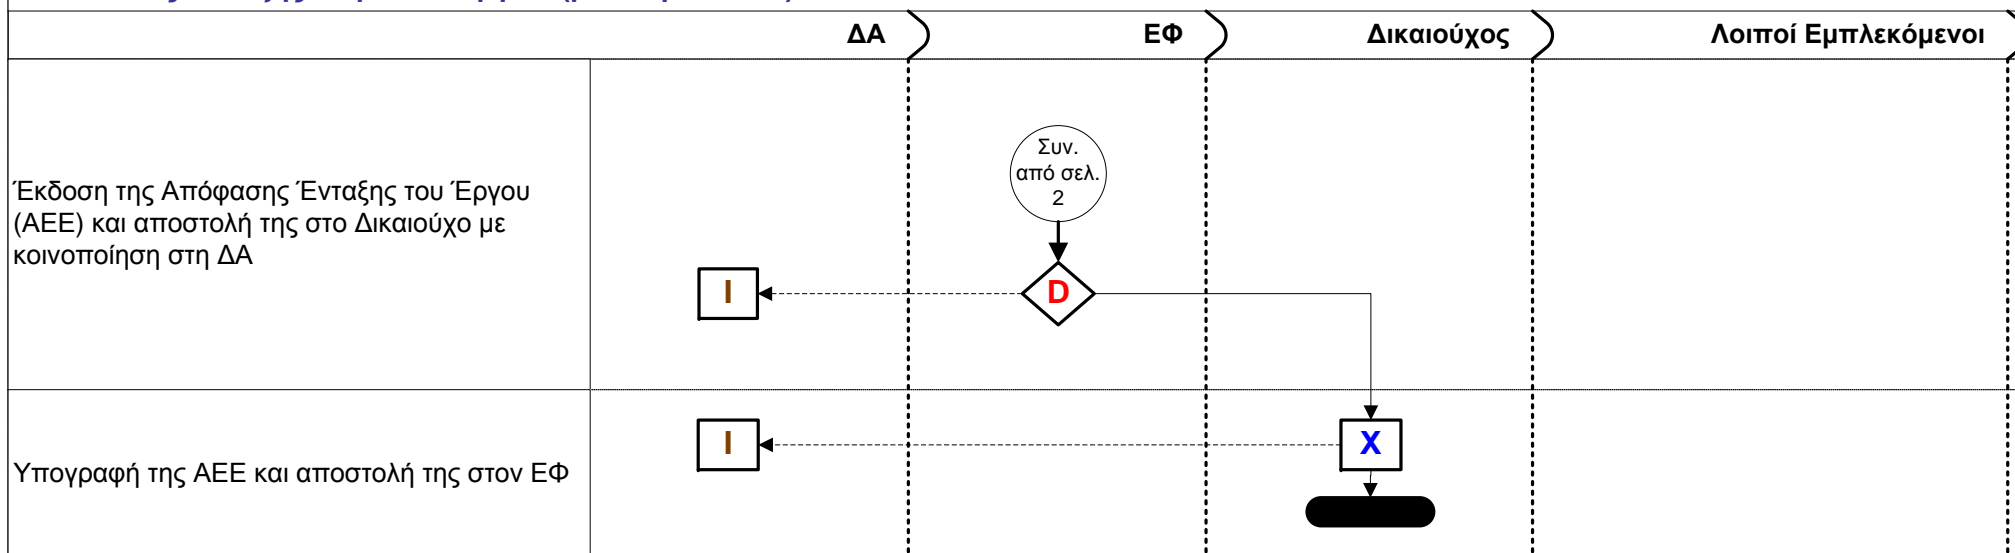 ΔΑ
ΕΦ
Δικαιούχος
Λοιποί Εμπλεκόμενοι
Έκδοση της Απόφασης Ένταξης του Έργου
(ΑΕΕ) και αποστολή της στο Δικαιούχο με
κοινοποίηση στη ΔΑ
Συν.
από σελ.
2
I
D
Υπογραφή της ΑΕΕ και αποστολή της στον ΕΦ
I
X